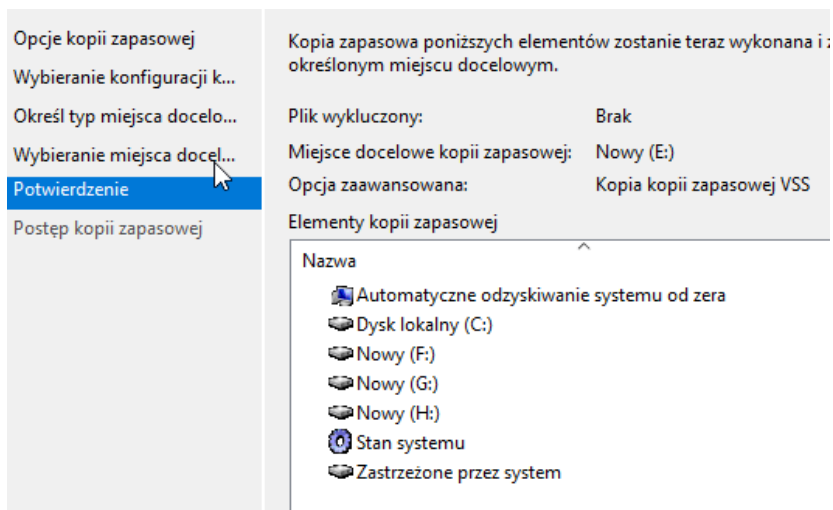 Opcje kopii zapasowej
Wybieranie konfiguracji k...
Określ typ miejsca docelo...
Wybieranie miejsca docel...
Potwierdzenie
Postęp kopii zapasowej
Kopia zapasowa poniższych elementów zostanie teraz wykonana i
określonym miejscu docelowym.
Plik wykluczony: Brak
Miejsce docelowe kopii zapasowej: Nowy (E:)
Opcja zaawansowana: Kopia kopii zapasowej VSS
Elementy kopii zapasowej
Nazwa
Automatyczne odzyskiwanie systemu od zera
Dysk lokalny (C:)
Nowy (F:)
Nowy (G:)
Nowy (H:)
Stan systemu
Zastrzeżone przez system